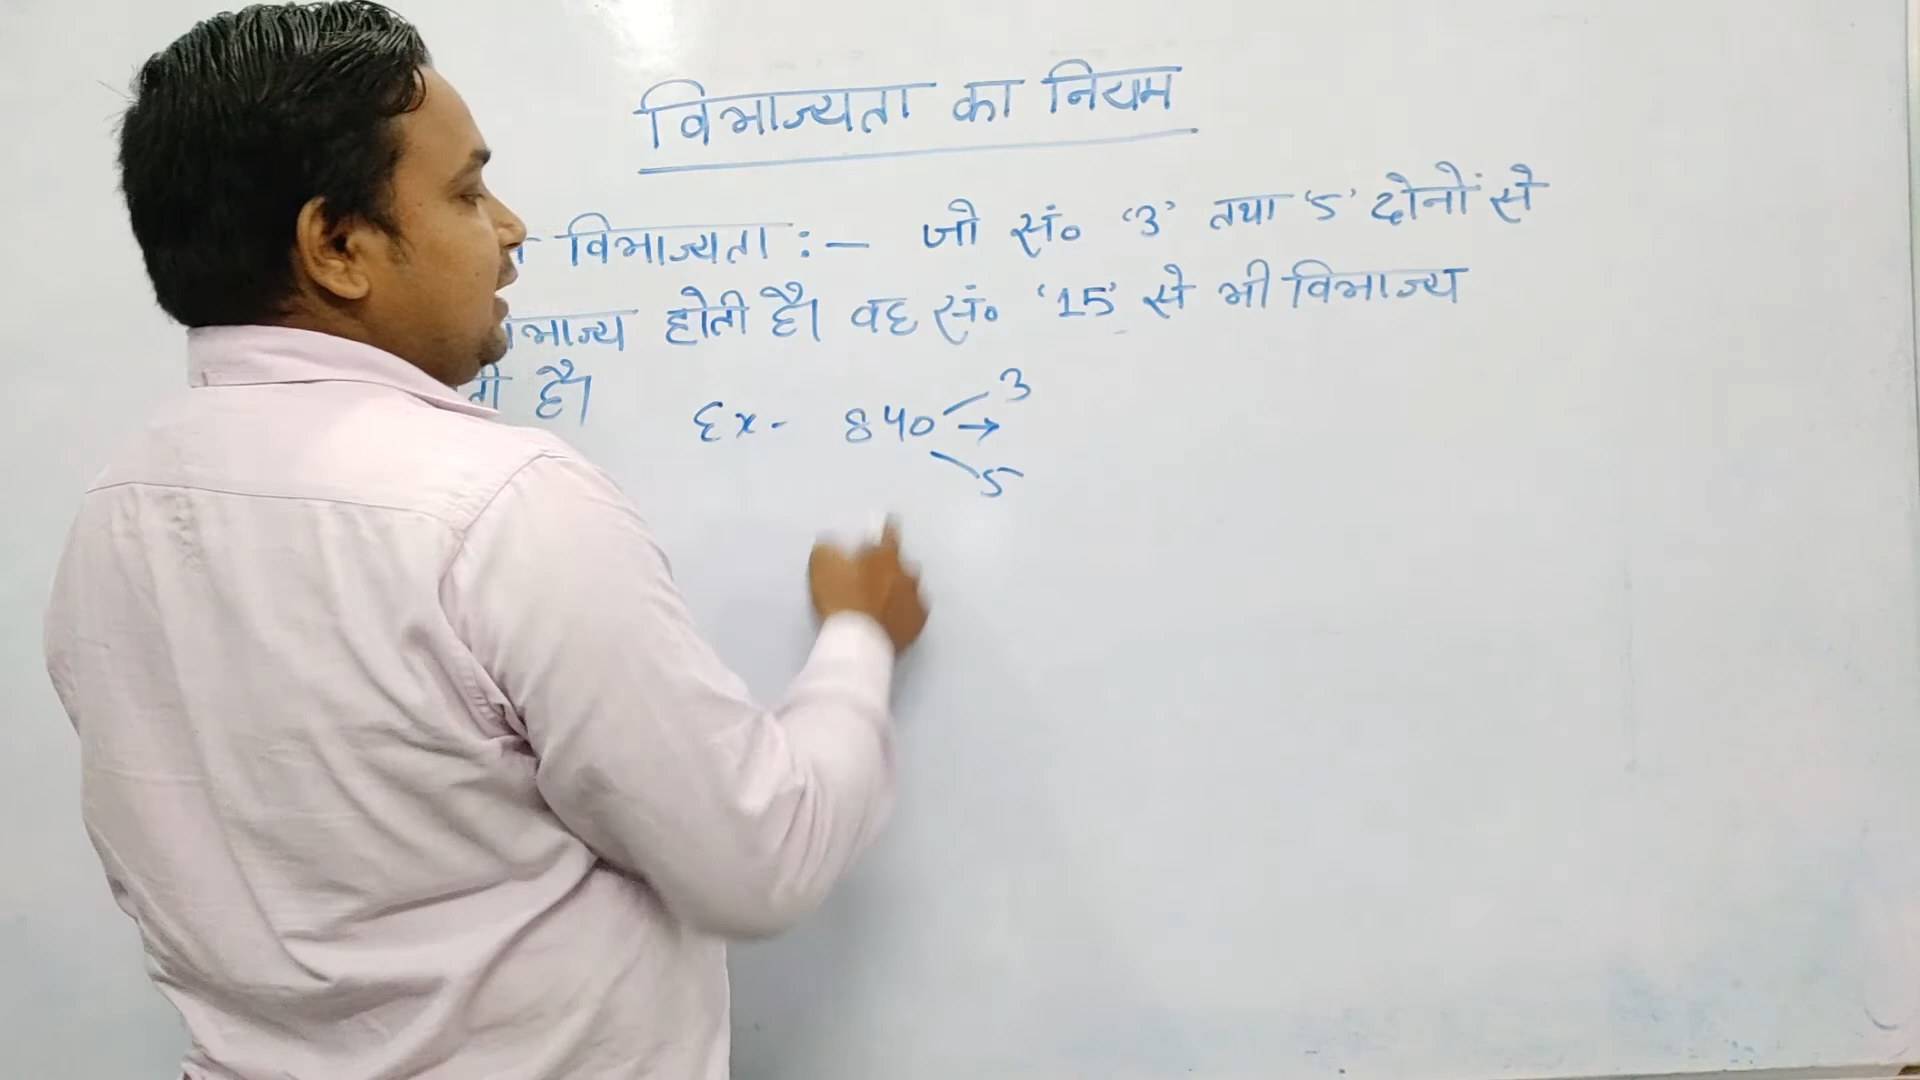 विभाज्यता का नियम
विभाज्यता :- जो सं० '3' तथा '5' दोनों से
होती है। वह सं० '15' से भी विभाज्य
है।
Ex- 840 → 3
5